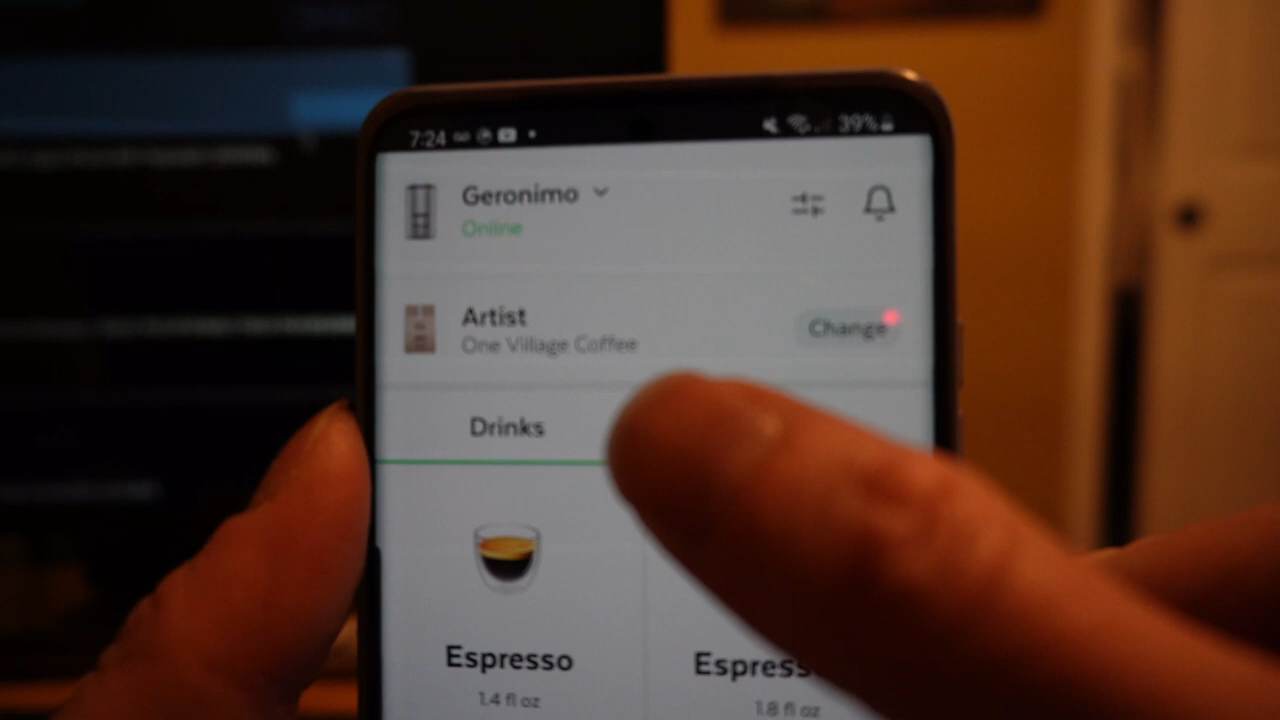 7:24 39%
Geronimo
Online
Artist
One Village Coffee
Change
Drinks
Espresso
1.4 fl oz
Espress
1.8 fl oz